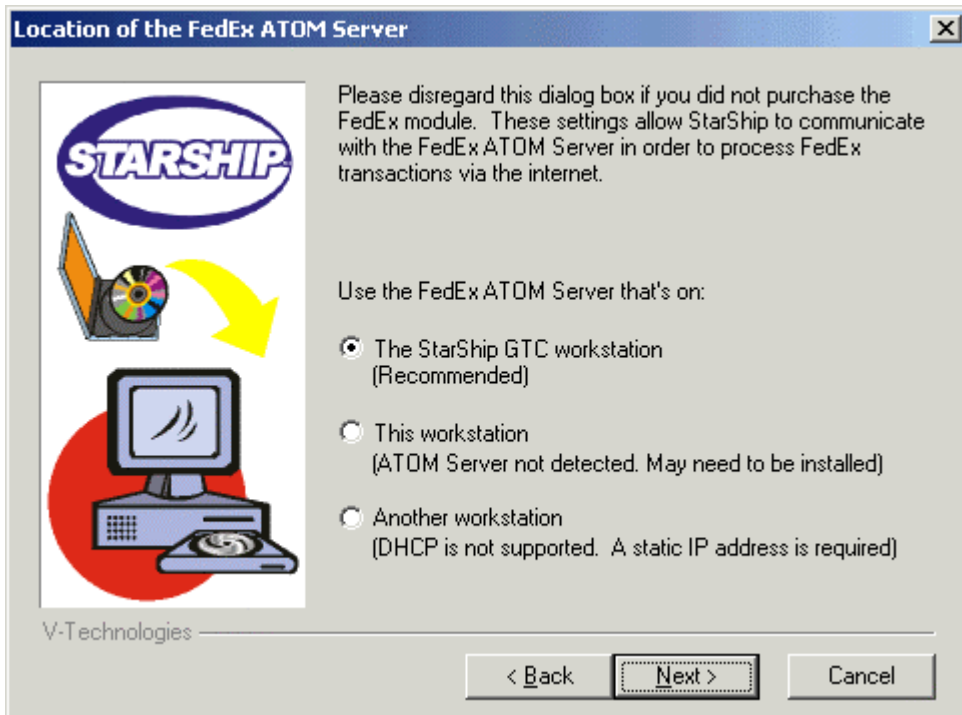 Location of the FedEx ATOM Server
STARSHIP
Please disregard this dialog box if you did not purchase the
FedEx module.  These settings allow StarShip to communicate
with the FedEx ATOM Server in order to process FedEx
transactions via the internet.
Use the FedEx ATOM Server that's on:
The StarShip GTC workstation
(Recommended)
This workstation
(ATOM Server not detected. May need to be installed)
Another workstation
(DHCP is not supported.  A static IP address is required)
V-Technologies
< Back
Next >
Cancel